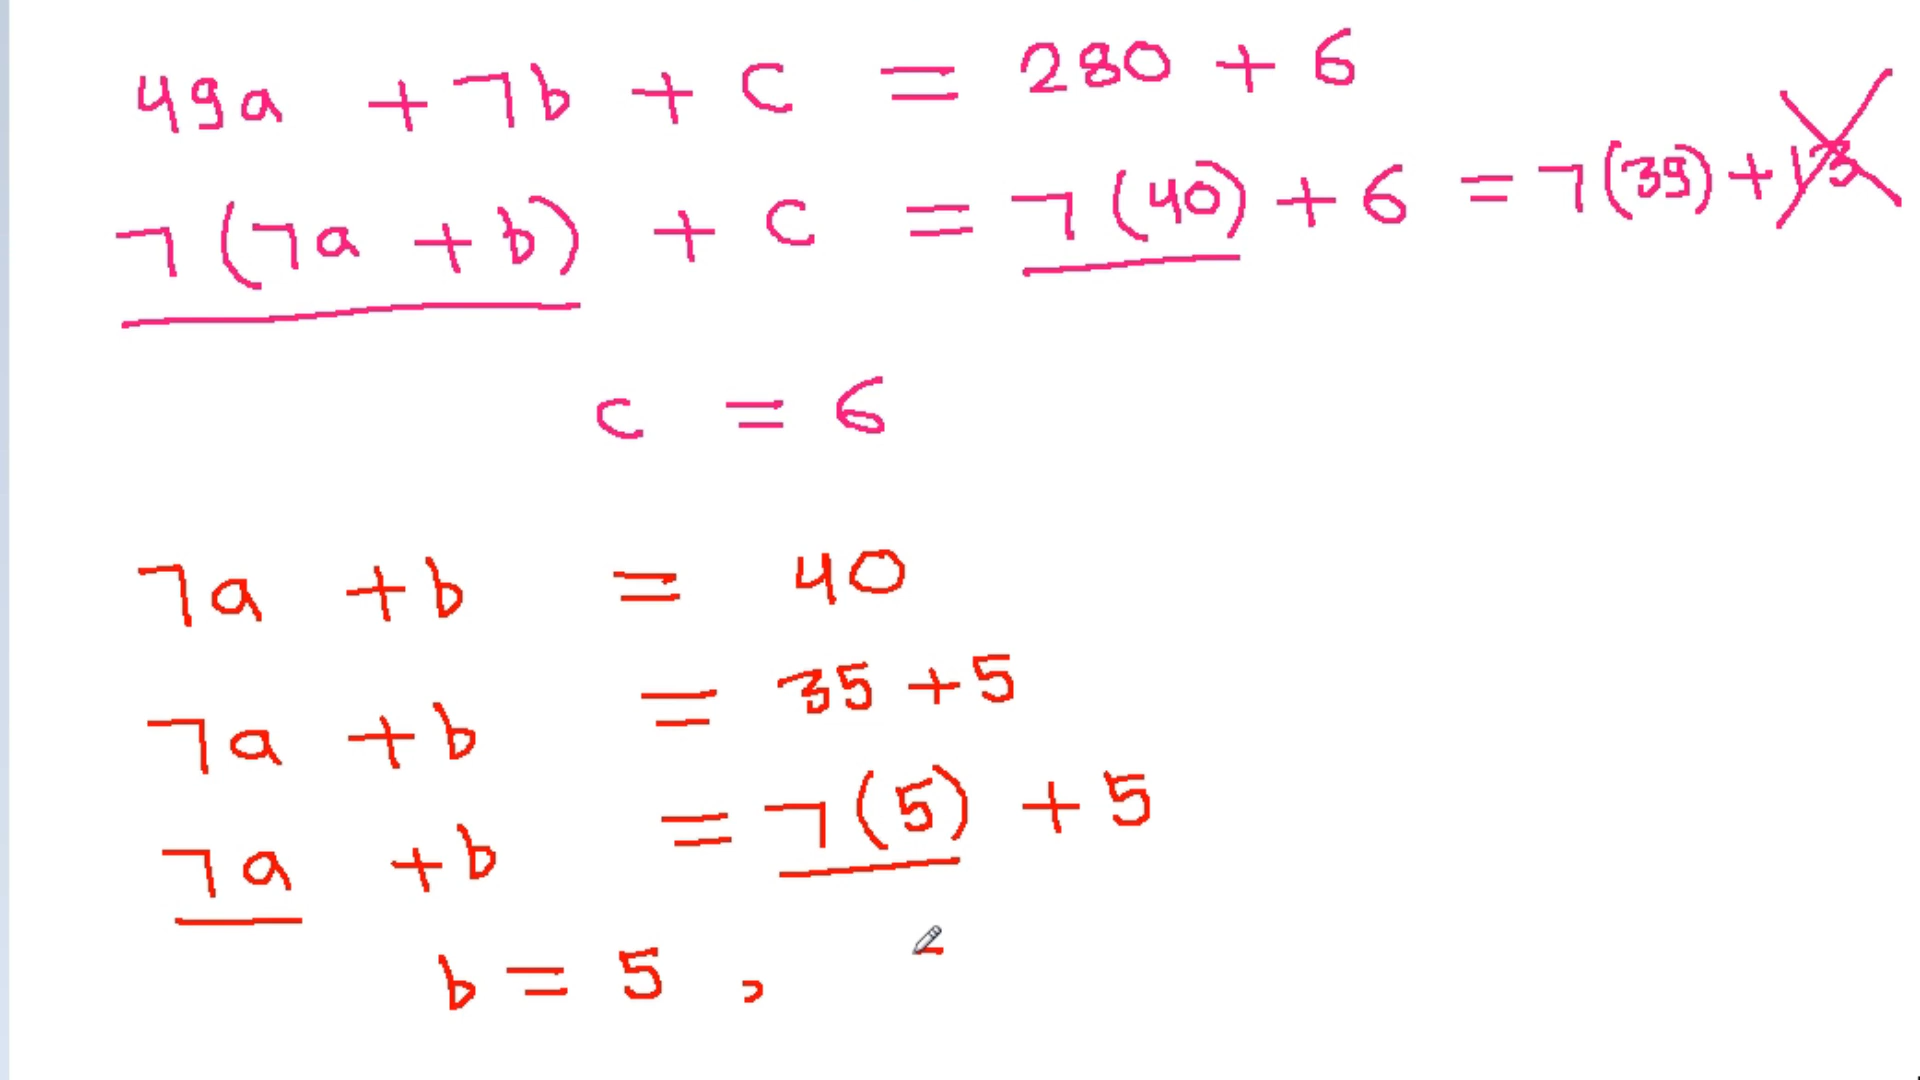 49a + 7b + c = 280 + 6
7(7a + b) + c = 7(40) + 6 = 7(39) + 13
c = 6
7a + b = 40
7a + b = 35 + 5
7a + b = 7(5) + 5
b = 5 ,